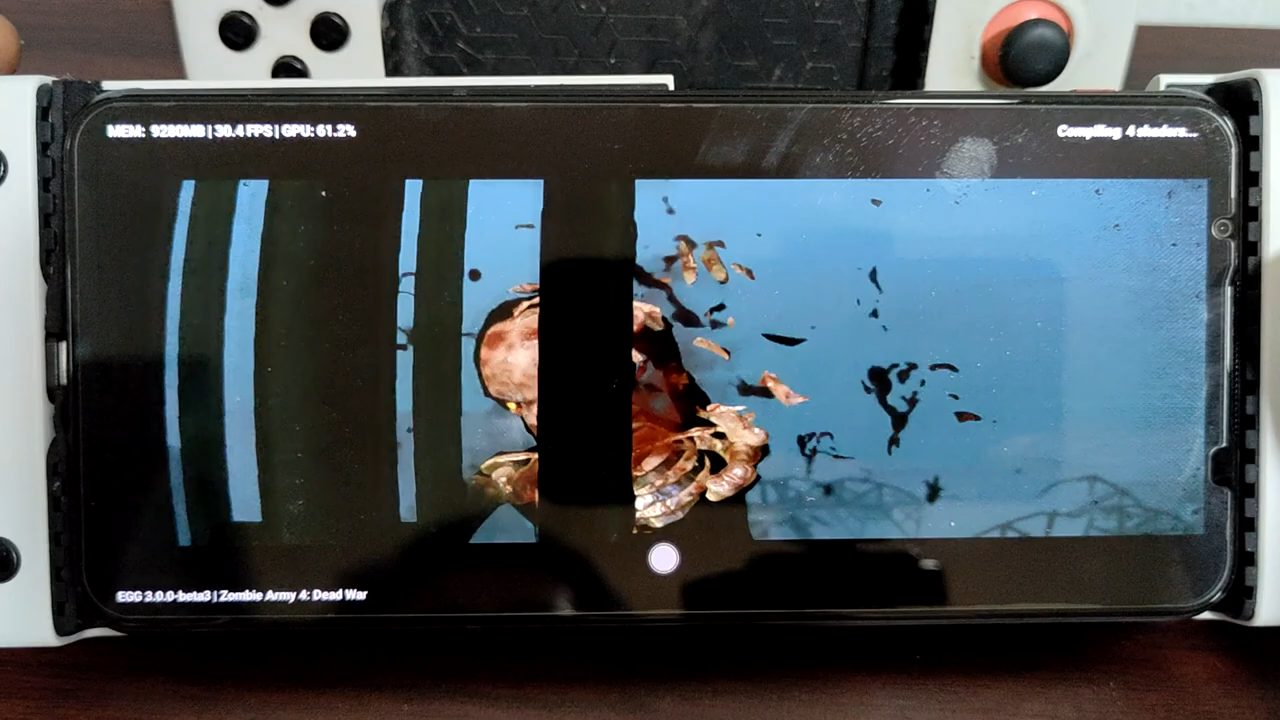 MEM: 9280MB | 30.4 FPS | GPU: 61.2%
Compiling 4 shaders...
EGG 3.0.0-beta3 | Zombie Army 4: Dead War